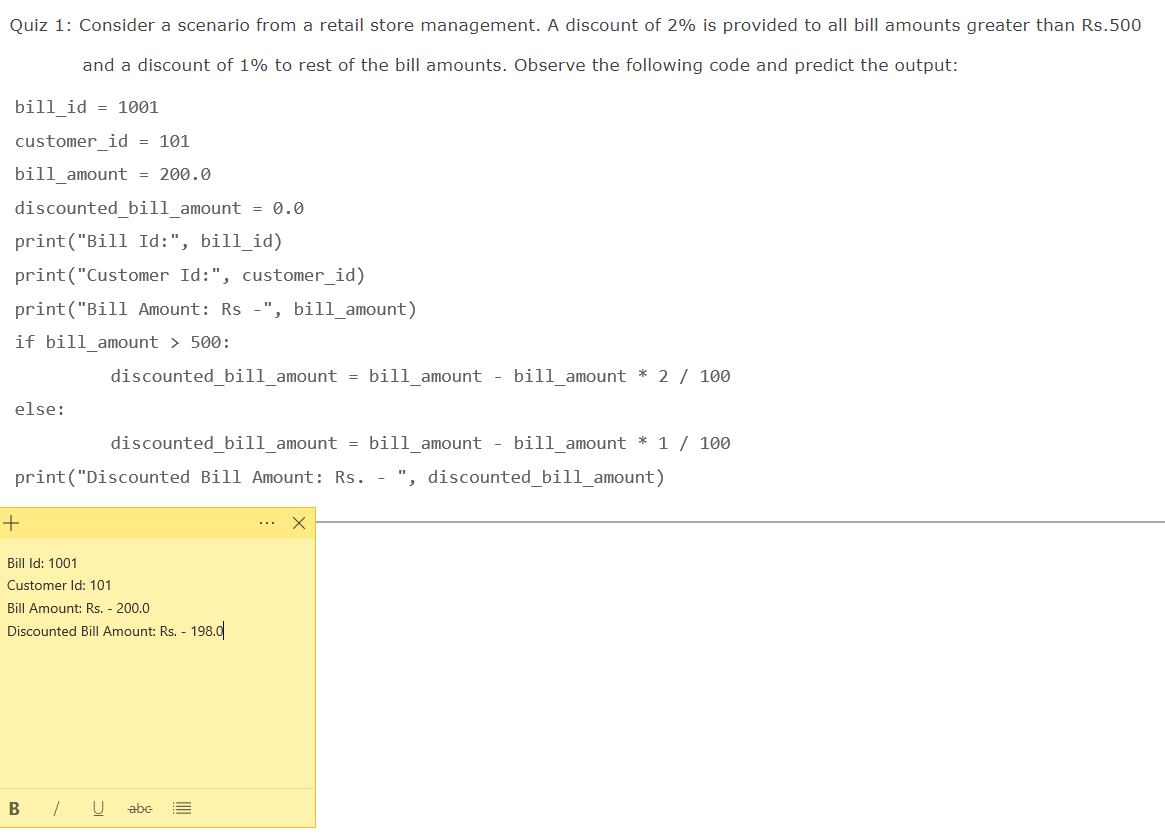 Quiz 1: Consider a scenario from a retail store management. A discount of 2% is provided to all bill amounts greater than Rs.500
and a discount of 1% to rest of the bill amounts. Observe the following code and predict the output:
bill_id = 1001
customer_id = 101
bill_amount = 200.0
discounted_bill_amount = 0.0
print("Bill Id:", bill_id)
print("Customer Id:", customer_id)
print("Bill Amount: Rs -", bill_amount)
if bill_amount > 500:
discounted_bill_amount = bill_amount - bill_amount * 2 / 100
else:
discounted_bill_amount = bill_amount - bill_amount * 1 / 100
print("Discounted Bill Amount: Rs. - ", discounted_bill_amount)
Bill Id: 1001
Customer Id: 101
Bill Amount: Rs. - 200.0
Discounted Bill Amount: Rs. - 198.0
B / U abc